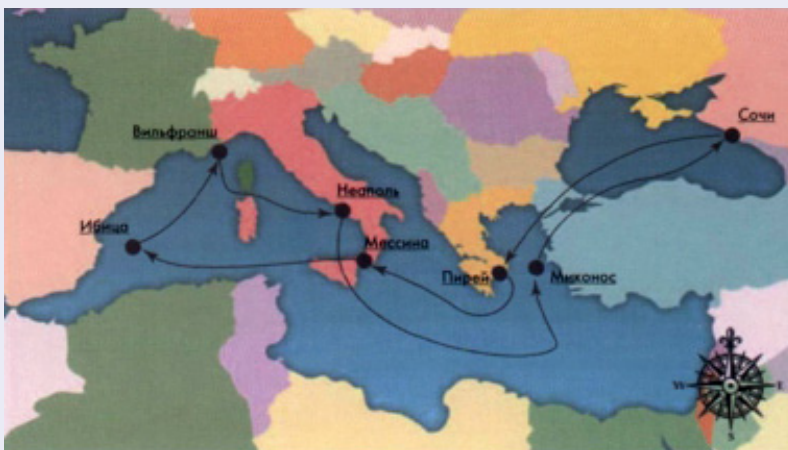 Сочи
Вильфранш
Неаполь
Ибица
Мессина
Пирей
Миконос
W
E
S